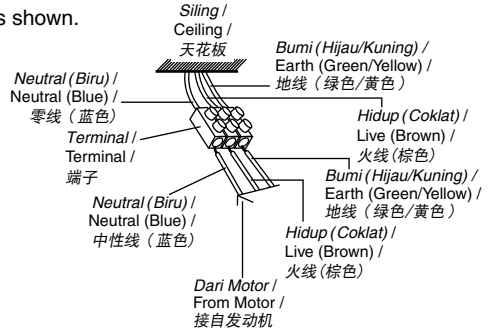 s shown.
Siling /
Ceiling /
天花板
Bumi (Hijau/Kuning) /
Earth (Green/Yellow) /
地线（绿色/黄色）
Neutral (Biru) /
Neutral (Blue) /
零线（蓝色）
Hidup (Coklat) /
Live (Brown) /
火线(棕色)
Terminal /
Terminal /
端子
Bumi (Hijau/Kuning) /
Earth (Green/Yellow) /
地线（绿色/黄色）
Neutral (Biru) /
Neutral (Blue) /
中性线（蓝色）
Hidup (Coklat) /
Live (Brown) /
火线(棕色)
Dari Motor /
From Motor /
接自发动机